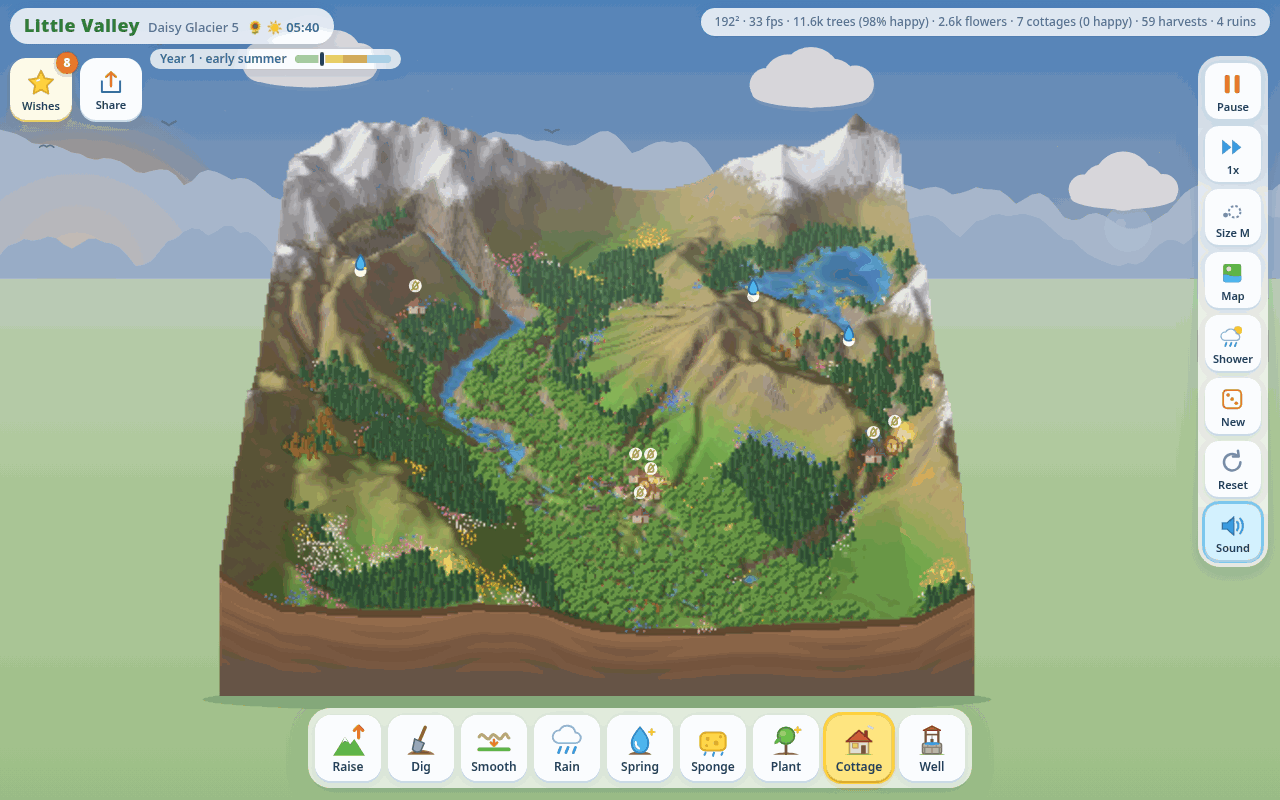 Little Valley Daisy Glacier 5 05:40
192² · 33 fps · 11.6k trees (98% happy) · 2.6k flowers · 7 cottages (0 happy) · 59 harvests · 4 ruins
Year 1 · early summer
8
Wishes
Share
Pause
1x
Size M
Map
Shower
New
Reset
Sound
Raise
Dig
Smooth
Rain
Spring
Sponge
Plant
Cottage
Well